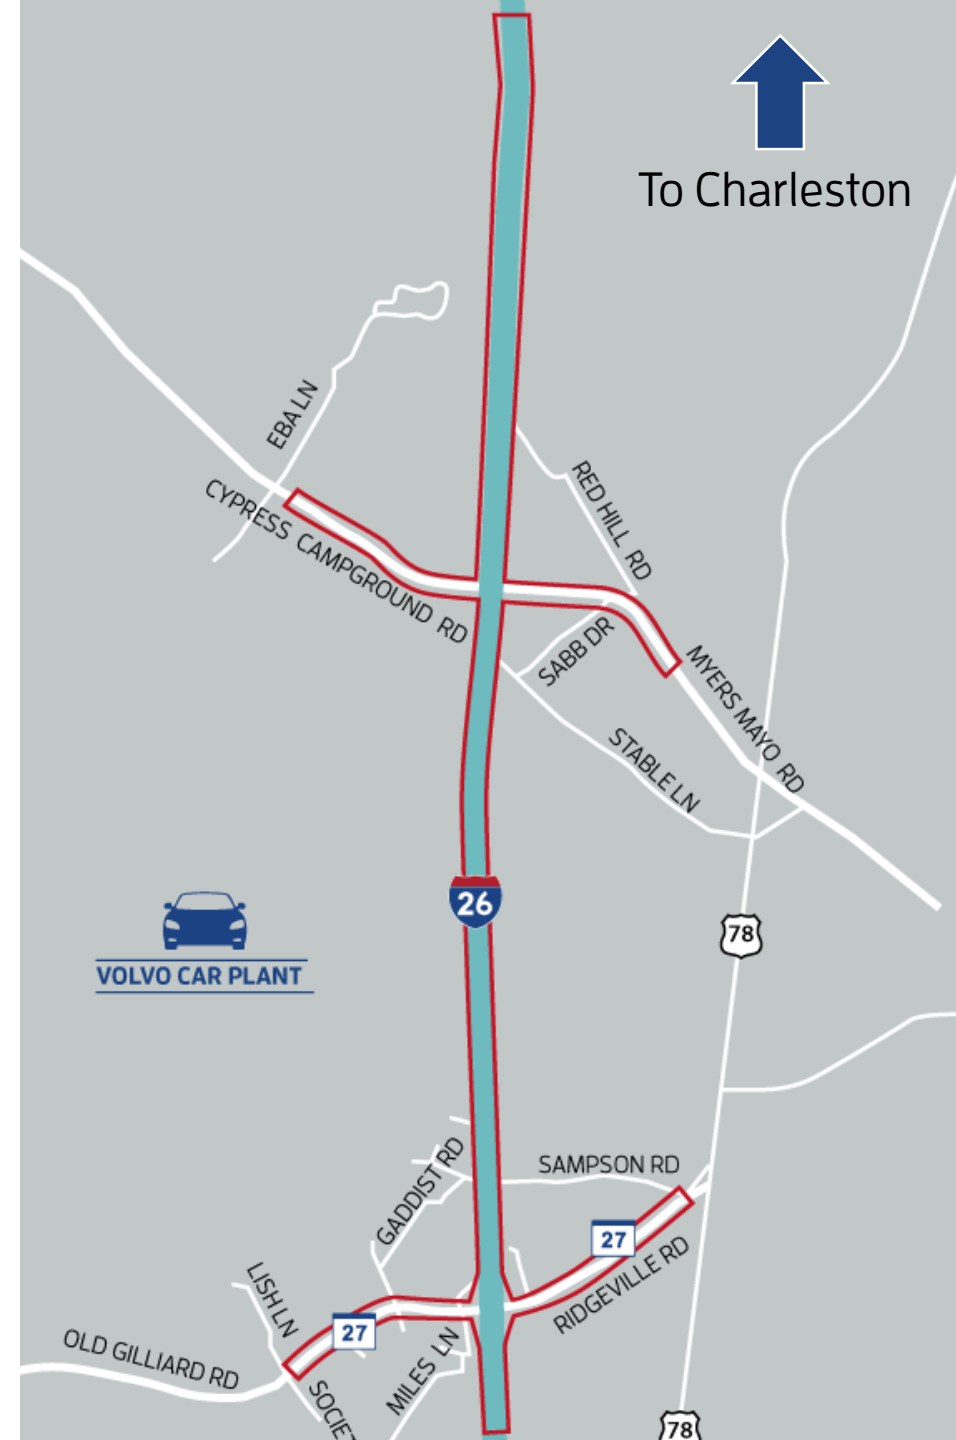 To Charleston
EBA LN
CYPRESS CAMPGROUND RD
RED HILL RD
SABB DR
MYERS MAYO RD
STABLE LN
26
78
VOLVO CAR PLANT
GADDIST RD
SAMPSON RD
27
RIDGEVILLE RD
LISH LN
27
MILES LN
OLD GILLIARD RD
SOCIET
78